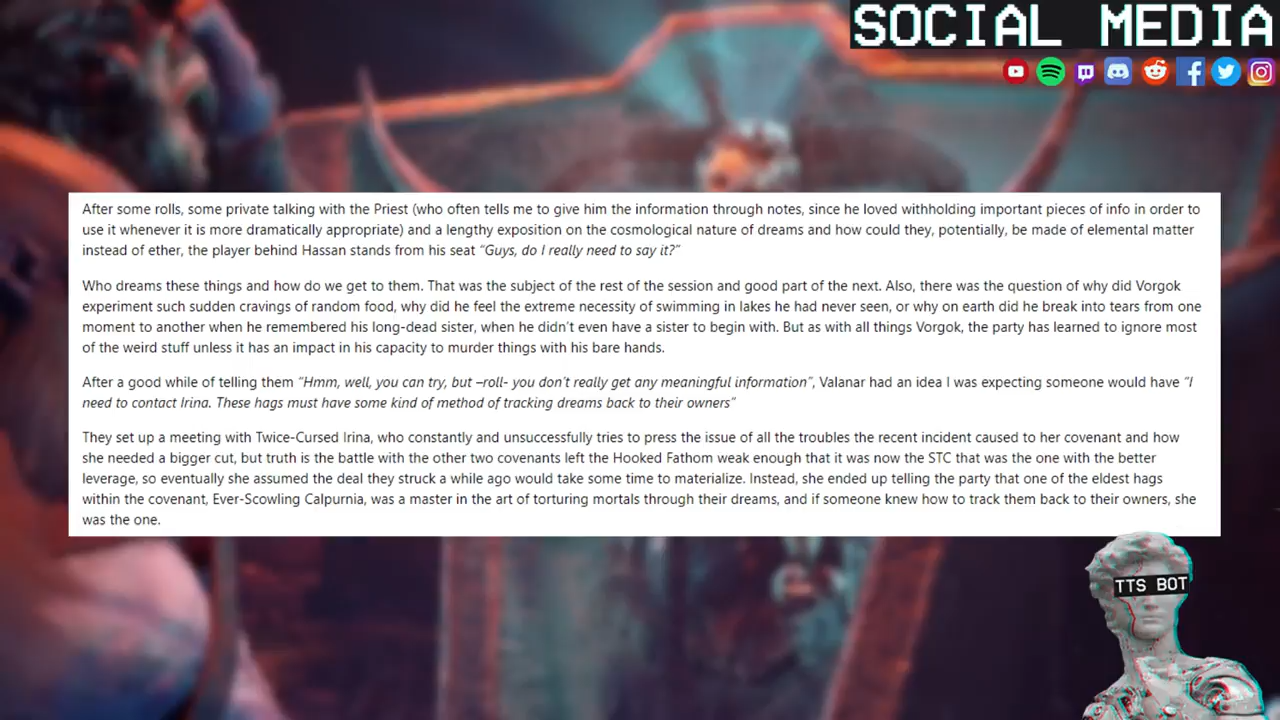 SOCIAL MEDIA
After some rolls, some private talking with the Priest (who often tells me to give him the information through notes, since he loved withholding important pieces of info in order to
use it whenever it is more dramatically appropriate) and a lengthy exposition on the cosmological nature of dreams and how could they, potentially, be made of elemental matter
instead of ether, the player behind Hassan stands from his seat “Guys, do I really need to say it?”
Who dreams these things and how do we get to them. That was the subject of the rest of the session and good part of the next. Also, there was the question of why did Vorgok
experiment such sudden cravings of random food, why did he feel the extreme necessity of swimming in lakes he had never seen, or why on earth did he break into tears from one
moment to another when he remembered his long-dead sister, when he didn’t even have a sister to begin with. But as with all things Vorgok, the party has learned to ignore most
of the weird stuff unless it has an impact in his capacity to murder things with his bare hands.
After a good while of telling them “Hmm, well, you can try, but –roll- you don’t really get any meaningful information”, Valanar had an idea I was expecting someone would have “I
need to contact Irina. These hags must have some kind of method of tracking dreams back to their owners”
They set up a meeting with Twice-Cursed Irina, who constantly and unsuccessfully tries to press the issue of all the troubles the recent incident caused to her covenant and how
she needed a bigger cut, but truth is the battle with the other two covenants left the Hooked Fathom weak enough that it was now the STC that was the one with the better
leverage, so eventually she assumed the deal they struck a while ago would take some time to materialize. Instead, she ended up telling the party that one of the eldest hags
within the covenant, Ever-Scowling Calpurnia, was a master in the art of torturing mortals through their dreams, and if someone knew how to track them back to their owners, she
was the one.
TTS BOT